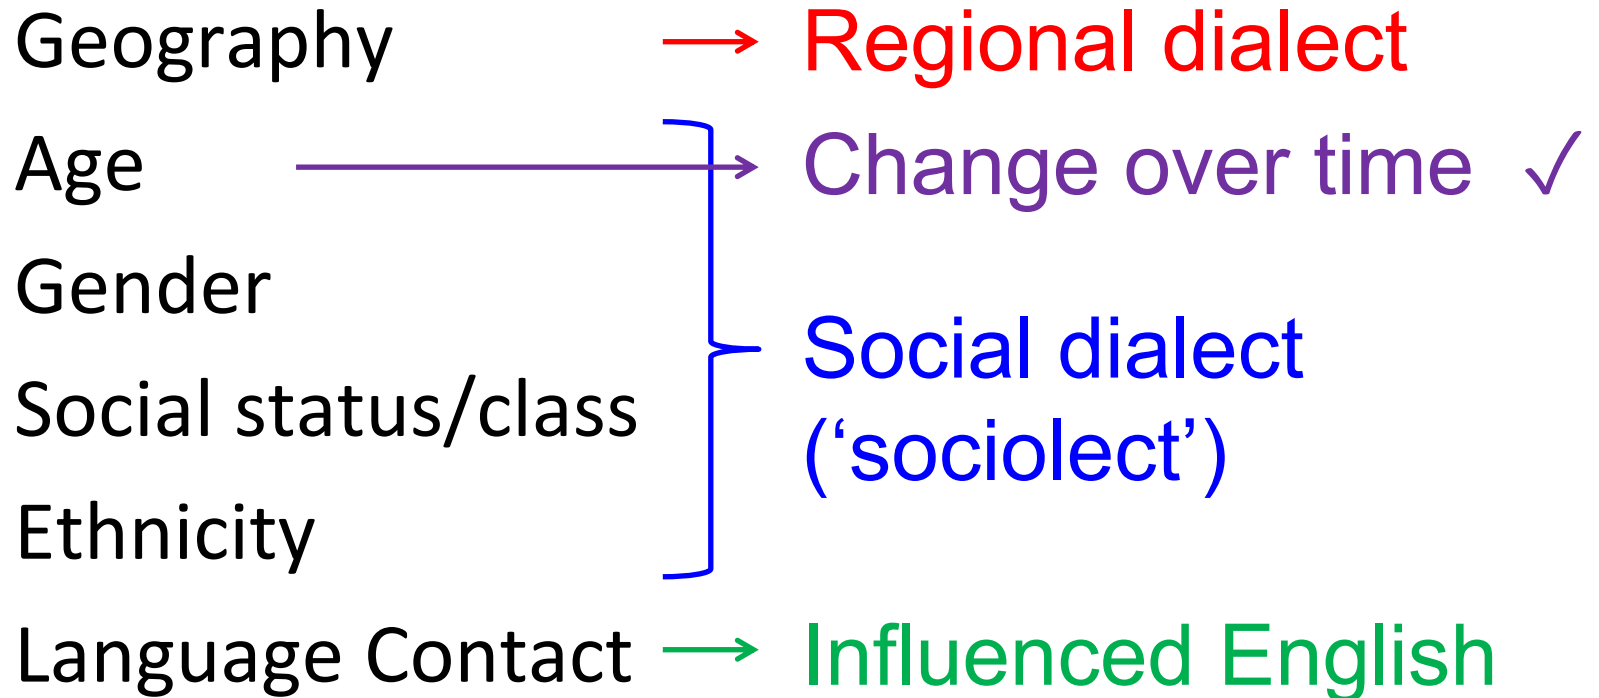 Geography → Regional dialect
Age → Change over time ✓
Gender
Social status/class
Social dialect
(‘sociolect’)
Ethnicity
Language Contact → Influenced English